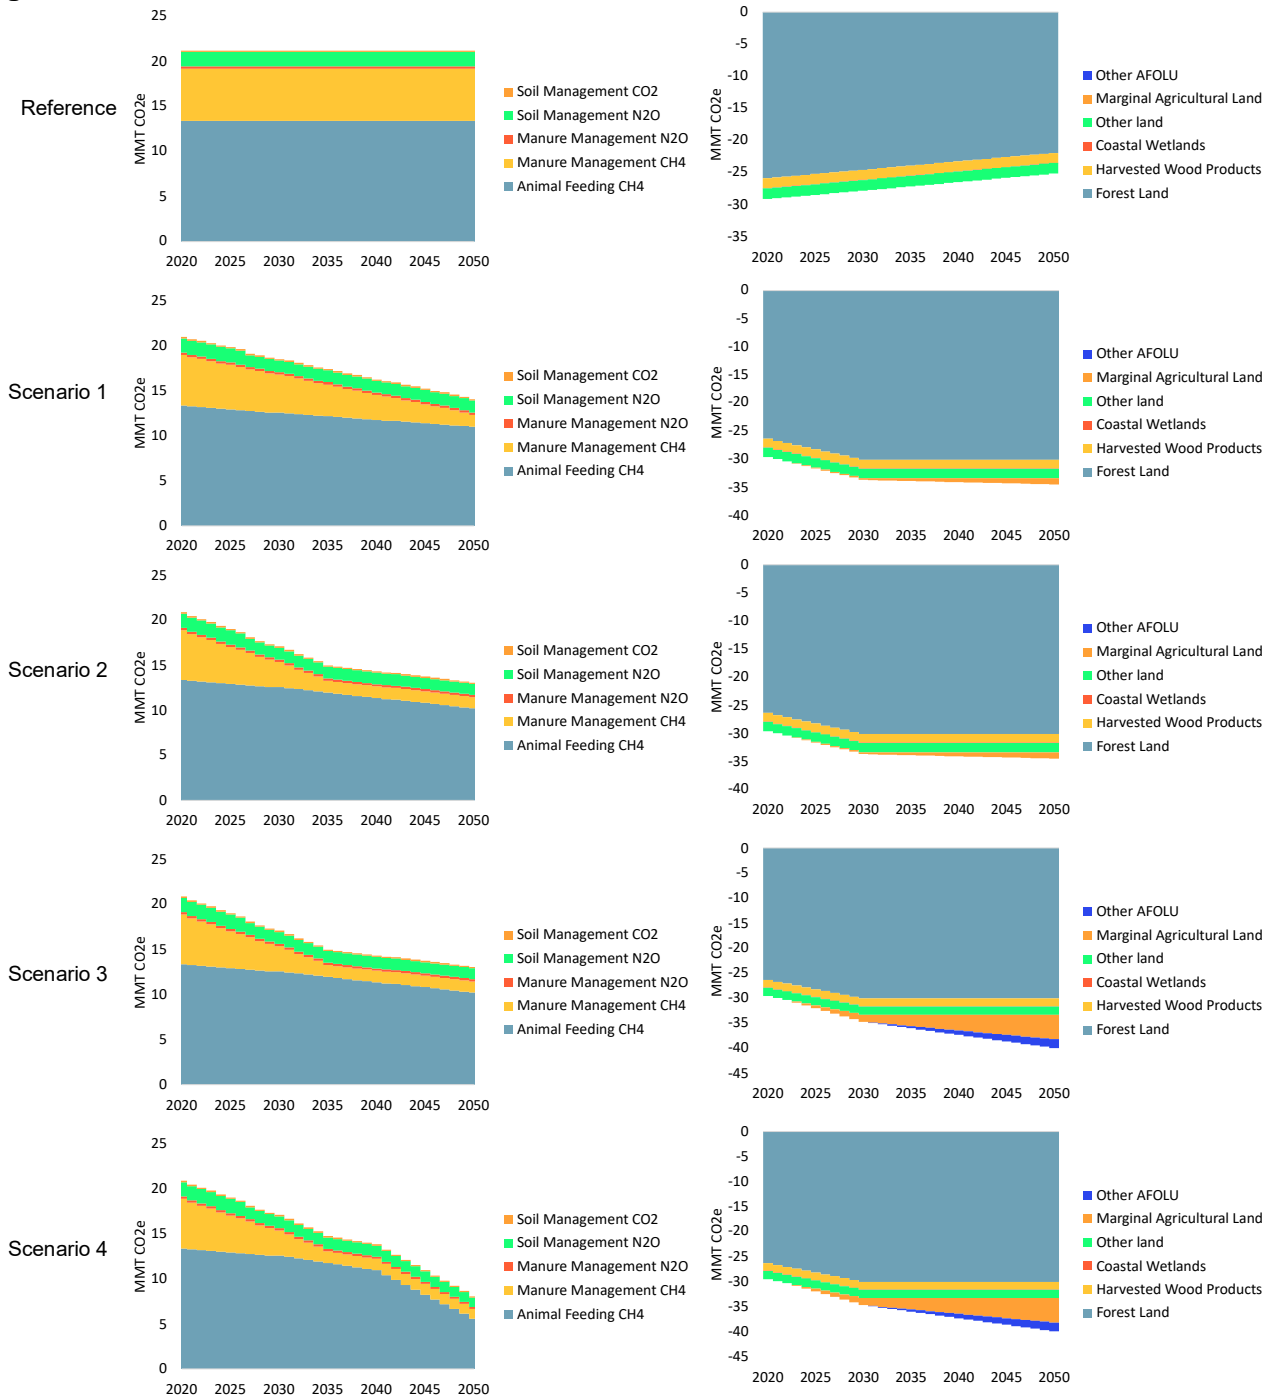 Reference
MMT CO2e
25
20
15
10
5
0
2020 2025 2030 2035 2040 2045 2050
Soil Management CO2
Soil Management N2O
Manure Management N2O
Manure Management CH4
Animal Feeding CH4
MMT CO2e
0
-5
-10
-15
-20
-25
-30
-35
2020 2025 2030 2035 2040 2045 2050
Other AFOLU
Marginal Agricultural Land
Other land
Coastal Wetlands
Harvested Wood Products
Forest Land
Scenario 1
MMT CO2e
25
20
15
10
5
0
2020 2025 2030 2035 2040 2045 2050
Soil Management CO2
Soil Management N2O
Manure Management N2O
Manure Management CH4
Animal Feeding CH4
MMT CO2e
0
-5
-10
-15
-20
-25
-30
-35
-40
2020 2025 2030 2035 2040 2045 2050
Other AFOLU
Marginal Agricultural Land
Other land
Coastal Wetlands
Harvested Wood Products
Forest Land
Scenario 2
MMT CO2e
25
20
15
10
5
0
2020 2025 2030 2035 2040 2045 2050
Soil Management CO2
Soil Management N2O
Manure Management N2O
Manure Management CH4
Animal Feeding CH4
MMT CO2e
0
-5
-10
-15
-20
-25
-30
-35
-40
2020 2025 2030 2035 2040 2045 2050
Other AFOLU
Marginal Agricultural Land
Other land
Coastal Wetlands
Harvested Wood Products
Forest Land
Scenario 3
MMT CO2e
25
20
15
10
5
0
2020 2025 2030 2035 2040 2045 2050
Soil Management CO2
Soil Management N2O
Manure Management N2O
Manure Management CH4
Animal Feeding CH4
MMT CO2e
0
-5
-10
-15
-20
-25
-30
-35
-40
-45
2020 2025 2030 2035 2040 2045 2050
Other AFOLU
Marginal Agricultural Land
Other land
Coastal Wetlands
Harvested Wood Products
Forest Land
Scenario 4
MMT CO2e
25
20
15
10
5
0
2020 2025 2030 2035 2040 2045 2050
Soil Management CO2
Soil Management N2O
Manure Management N2O
Manure Management CH4
Animal Feeding CH4
MMT CO2e
0
-5
-10
-15
-20
-25
-30
-35
-40
-45
2020 2025 2030 2035 2040 2045 2050
Other AFOLU
Marginal Agricultural Land
Other land
Coastal Wetlands
Harvested Wood Products
Forest Land